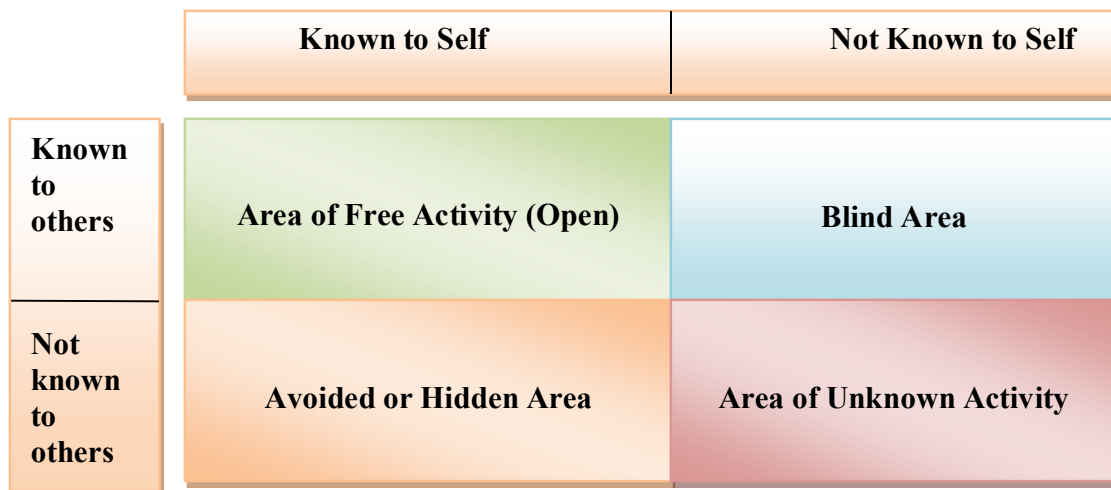 Known to Self
Not Known to Self
Known
to
others
Area of Free Activity (Open)
Blind Area
Not
known
to
others
Avoided or Hidden Area
Area of Unknown Activity